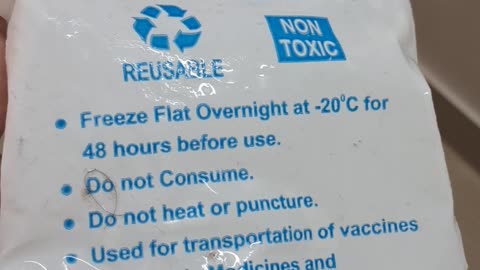 NON
TOXIC
REUSABLE
• Freeze Flat Overnight at -20°C for
48 hours before use.
• Do not Consume.
• Do not heat or puncture.
• Used for transportation of vaccines
Medicines and